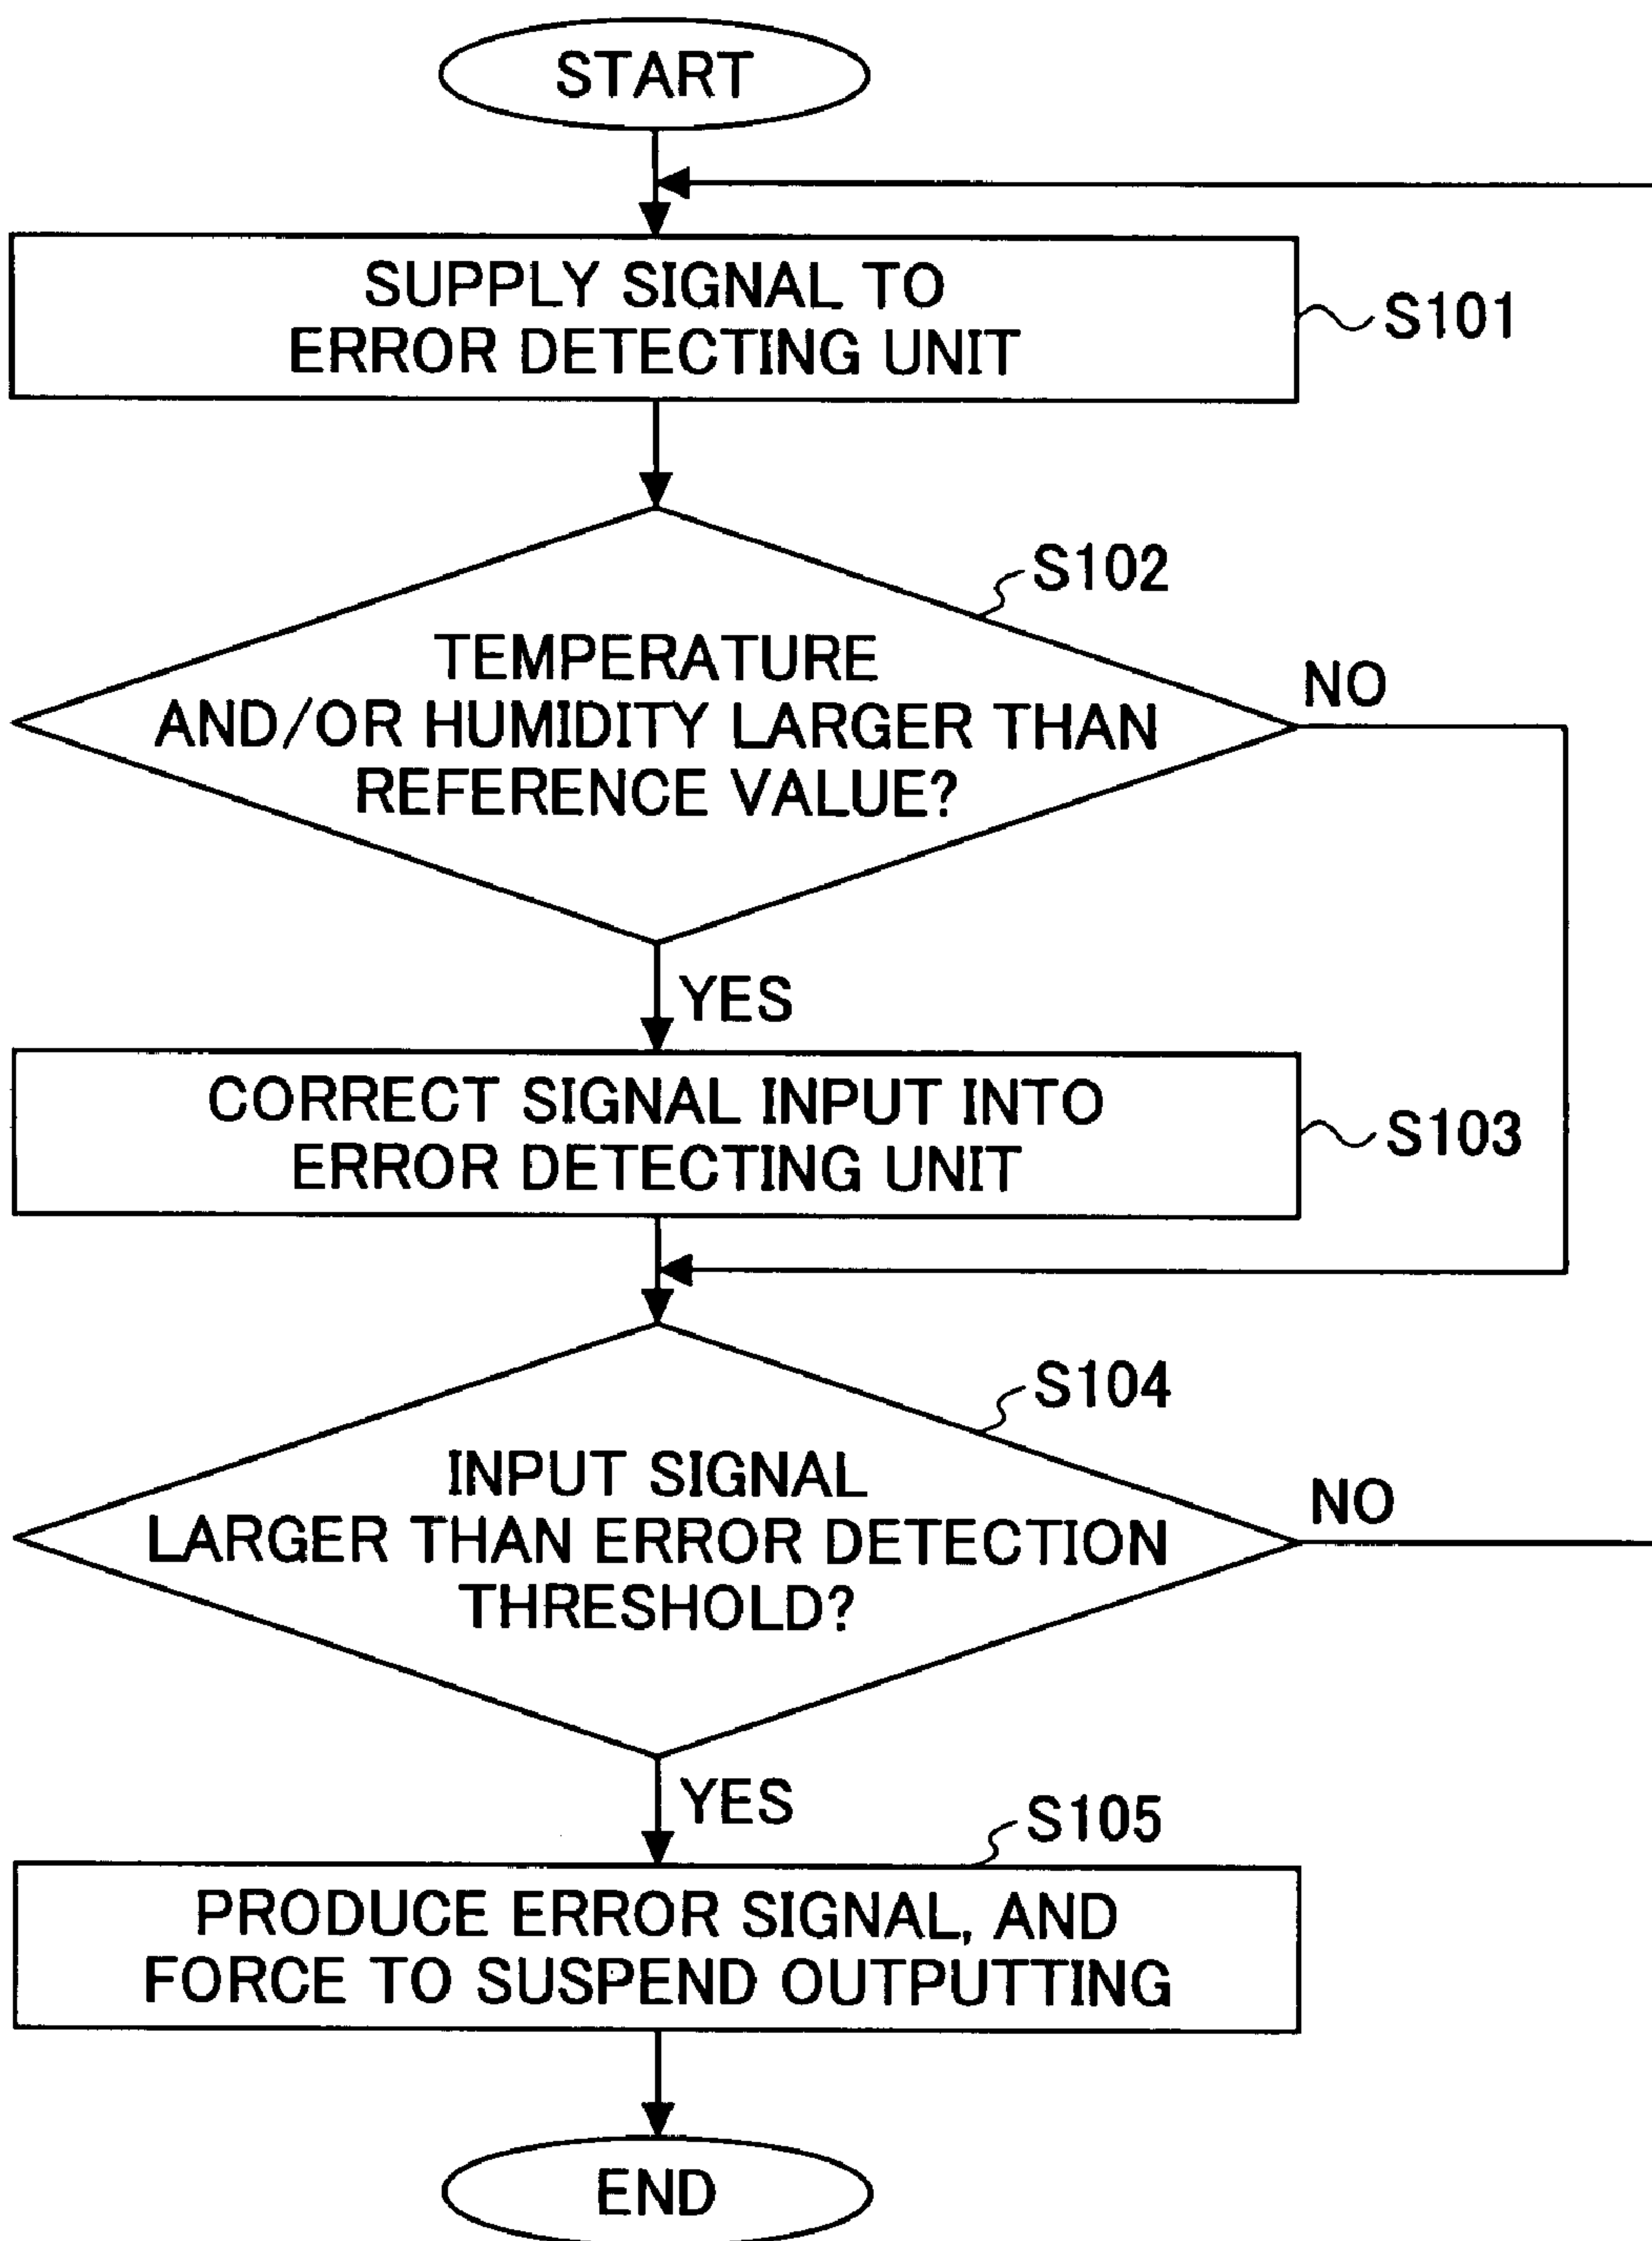 START
SUPPLY SIGNAL TO
ERROR DETECTING UNIT
S101
S102
TEMPERATURE
AND/OR HUMIDITY LARGER THAN
REFERENCE VALUE?
NO
YES
CORRECT SIGNAL INPUT INTO
ERROR DETECTING UNIT
S103
S104
INPUT SIGNAL
LARGER THAN ERROR DETECTION
THRESHOLD?
NO
YES
S105
PRODUCE ERROR SIGNAL, AND
FORCE TO SUSPEND OUTPUTTING
END